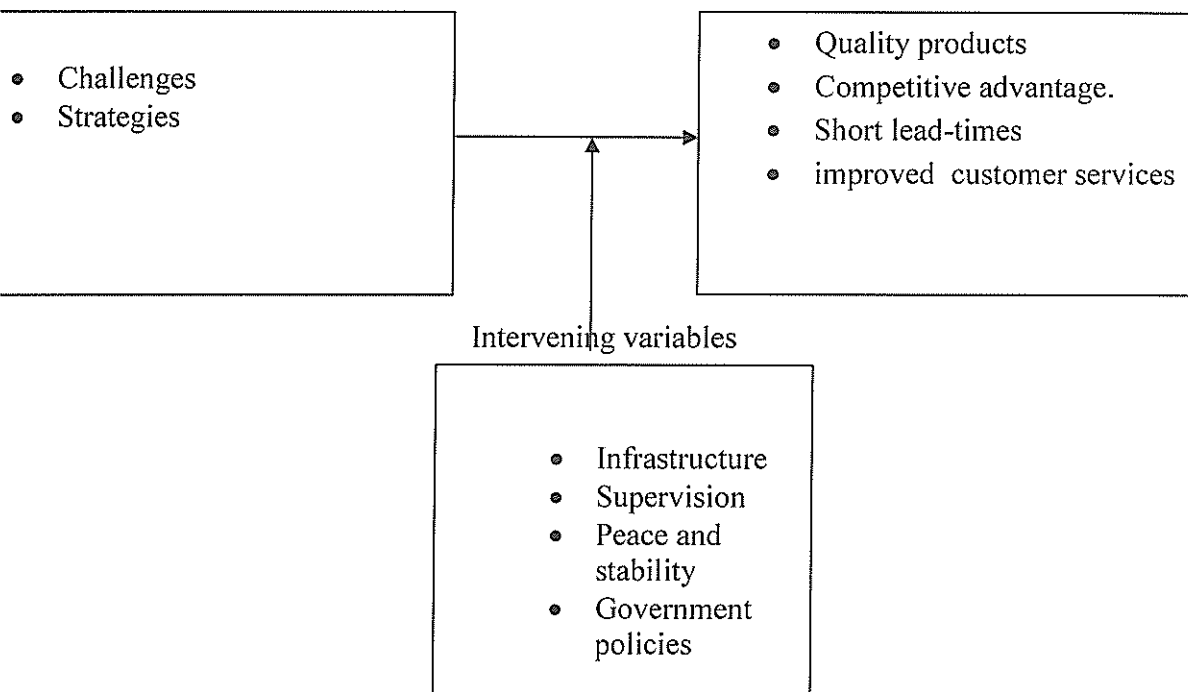 • Challenges
• Strategies
• Quality products
• Competitive advantage.
• Short lead-times
• improved customer services
Intervening variables
• Infrastructure
• Supervision
• Peace and
stability
• Government
policies